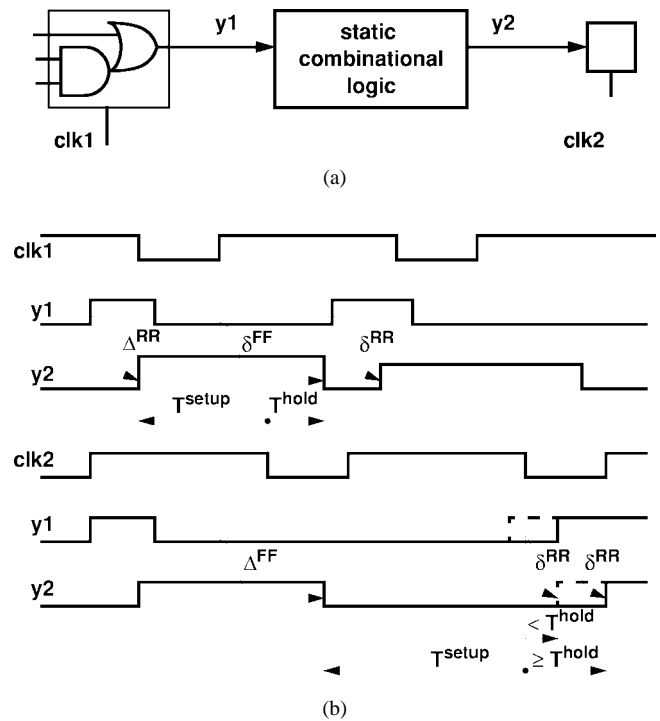 y1
static
combinational
logic
y2
clk1
clk2
(a)
clk1
y1
Δ^RR δ^FF δ^RR
y2
T^setup T^hold
clk2
y1
Δ^FF δ^RR δ^RR
y2
< T^hold
T^setup ≥ T^hold
(b)